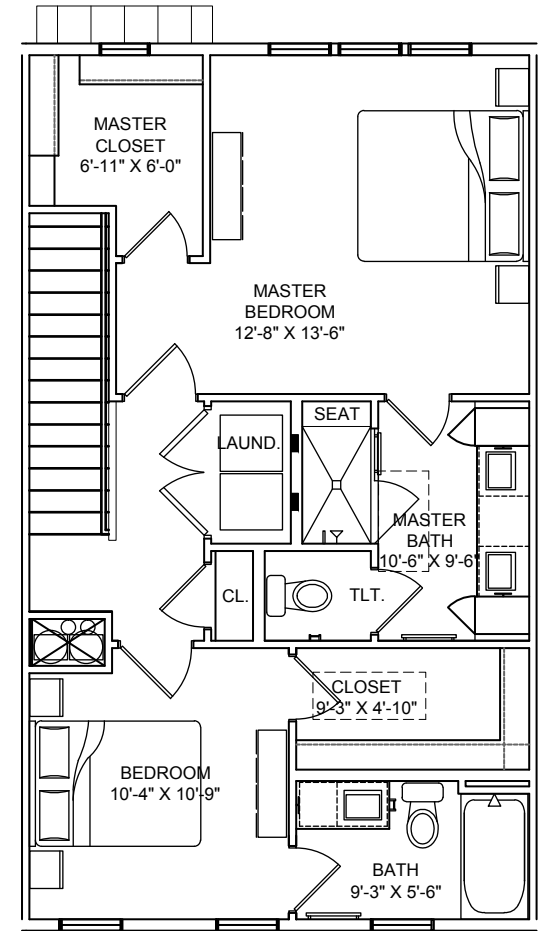 MASTER
CLOSET
6'-11" X 6'-0"
MASTER
BEDROOM
12'-8" X 13'-6"
SEAT
LAUND.
MASTER
BATH
10'-6" X 9'-6"
CL.
TLT.
CLOSET
9'-3" X 4'-10"
BEDROOM
10'-4" X 10'-9"
BATH
9'-3" X 5'-6"